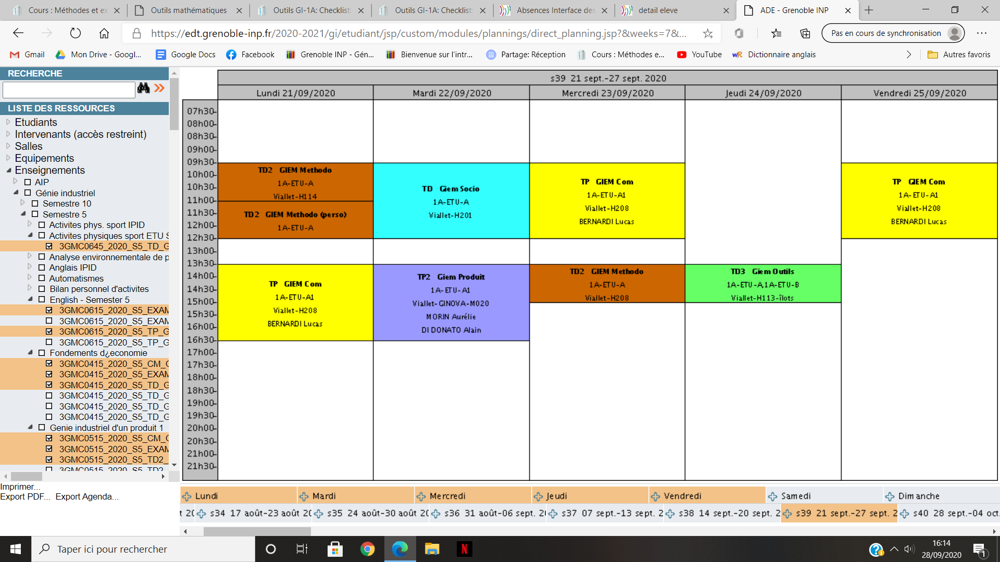 Cours : Méthodes et ex
Outils mathématiques
Outils GI-1A: Checklist:
Outils GI-1A: Checklist:
Absences Interface des
detail eleve
ADE - Grenoble INP
https://edt.grenoble-inp.fr/2020-2021/gi/etudiant/jsp/custom/modules/plannings/direct_planning.jsp?&weeks=7&...
Pas en cours de synchronisation
Gmail
Mon Drive - Googl...
Google Docs
Facebook
Grenoble INP - Gén...
Bienvenue sur l'intr...
Partage: Réception
Cours : Méthodes e...
YouTube
Dictionnaire anglais
Autres favoris
RECHERCHE
LISTE DES RESSOURCES
Etudiants
Intervenants (accès restreint)
Salles
Equipements
Enseignements
AIP
Génie industriel
Semestre 10
Semestre 5
Activites phys. sport IPID
Activites physiques sport ETU S
3GMC0645_2020_S5_TD_G
Analyse environnementale de p
Anglais IPID
Automatismes
Bilan personnel d'activites
English - Semester 5
3GMC0615_2020_S5_EXAM
3GMC0615_2020_S5_EXAM
3GMC0615_2020_S5_TP_G
3GMC0615_2020_S5_TP_G
Fondements d¿economie
3GMC0415_2020_S5_CM_G
3GMC0415_2020_S5_EXAM
3GMC0415_2020_S5_TD_G
3GMC0415_2020_S5_TD_G
3GMC0415_2020_S5_TD_G
3GMC0415_2020_S5_TD_G
Genie industriel d'un produit 1
3GMC0515_2020_S5_CM_G
3GMC0515_2020_S5_EXAM
3GMC0515_2020_S5_TD2_
3GMC0515_2020_S5_TD2
Imprimer...
Export PDF... Export Agenda...
s39 21 sept.-27 sept. 2020
Lundi 21/09/2020
Mardi 22/09/2020
Mercredi 23/09/2020
Jeudi 24/09/2020
Vendredi 25/09/2020
07h30
08h00
08h30
09h00
09h30
10h00
10h30
11h00
11h30
12h00
12h30
13h00
13h30
14h00
14h30
15h00
15h30
16h00
16h30
17h00
17h30
18h00
18h30
19h00
19h30
20h00
20h30
21h00
21h30
TD2 GIEM Methodo
1A-ETU-A
Viallet-H114
TD2 GIEM Methodo (perso)
1A-ETU-A
TP GIEM Com
1A-ETU-A1
Viallet-H208
BERNARDI Lucas
TD Giem Socio
1A-ETU-A
Viallet-H201
TP2 Giem Produit
1A-ETU-A1
Viallet-GINOVA-M020
MORIN Aurélie
DI DONATO Alain
TP GIEM Com
1A-ETU-A1
Viallet-H208
BERNARDI Lucas
TD2 GIEM Methodo
1A-ETU-A
Viallet-H208
TD3 Giem Outils
1A-ETU-A,1A-ETU-B
Viallet-H113-îlots
TP GIEM Com
1A-ETU-A1
Viallet-H208
BERNARDI Lucas
Lundi
Mardi
Mercredi
Jeudi
Vendredi
Samedi
Dimanche
t 20
s34 17 août-23 août 20
s35 24 août-30 août 20
s36 31 août-06 sept. 20
s37 07 sept.-13 sept. 2
s38 14 sept.-20 sept. 2
s39 21 sept.-27 sept. 2
s40 28 sept.-04 oct.
Taper ici pour rechercher
16:14
28/09/2020
1